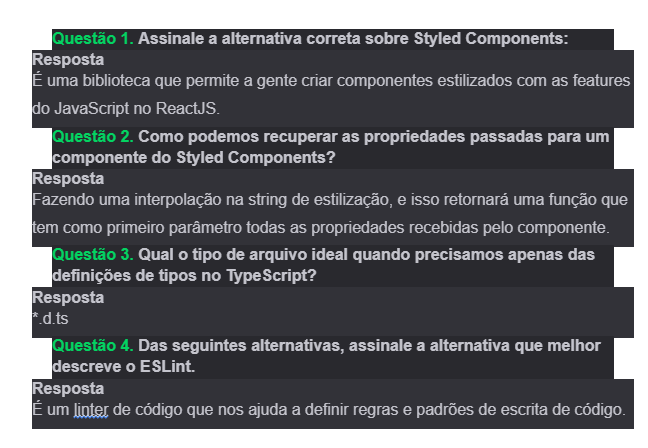 Questão 1. Assinale a alternativa correta sobre Styled Components:
Resposta
É uma biblioteca que permite a gente criar componentes estilizados com as features
do JavaScript no ReactJS.
Questão 2. Como podemos recuperar as propriedades passadas para um
componente do Styled Components?
Resposta
Fazendo uma interpolação na string de estilização, e isso retornará uma função que
tem como primeiro parâmetro todas as propriedades recebidas pelo componente.
Questão 3. Qual o tipo de arquivo ideal quando precisamos apenas das
definições de tipos no TypeScript?
Resposta
*.d.ts
Questão 4. Das seguintes alternativas, assinale a alternativa que melhor
descreve o ESLint.
Resposta
É um linter de código que nos ajuda a definir regras e padrões de escrita de código.